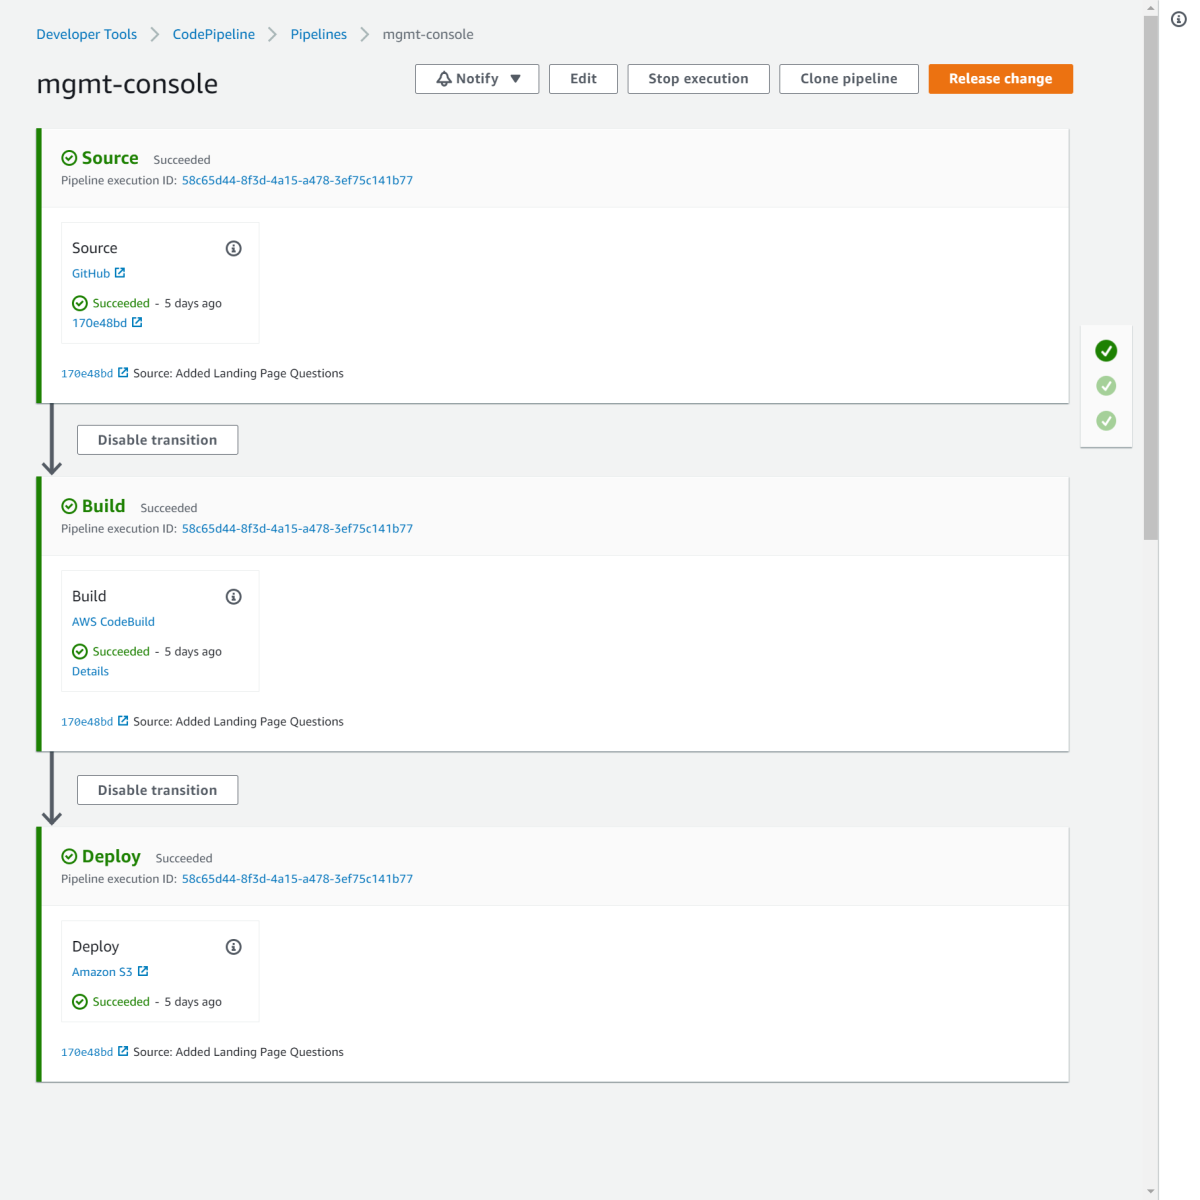 Developer Tools > CodePipeline > Pipelines > mgmt-console
mgmt-console
Notify ▼ Edit Stop execution Clone pipeline Release change
Source Succeeded
Pipeline execution ID: 58c65d44-8f3d-4a15-a478-3ef75c141b77
Source
GitHub
Succeeded - 5 days ago
170e48bd
170e48bd Source: Added Landing Page Questions
Disable transition
Build Succeeded
Pipeline execution ID: 58c65d44-8f3d-4a15-a478-3ef75c141b77
Build
AWS CodeBuild
Succeeded - 5 days ago
Details
170e48bd Source: Added Landing Page Questions
Disable transition
Deploy Succeeded
Pipeline execution ID: 58c65d44-8f3d-4a15-a478-3ef75c141b77
Deploy
Amazon S3
Succeeded - 5 days ago
170e48bd Source: Added Landing Page Questions